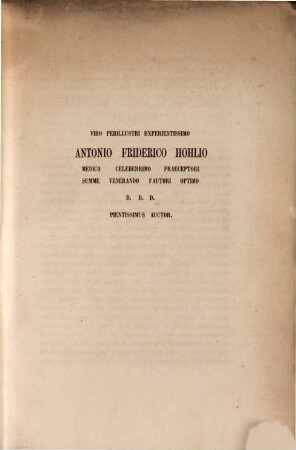 VIRO PERILLUSTRI EXPERIENTISSIMO
ANTONIO FRIDERICO HOHLIO
MEDICO CELEBERRIMO PRAECEPTORI
SUMME VENERANDO FAUTORI OPTIMO
D. D. D.
PIENTISSIMUS AUCTOR.